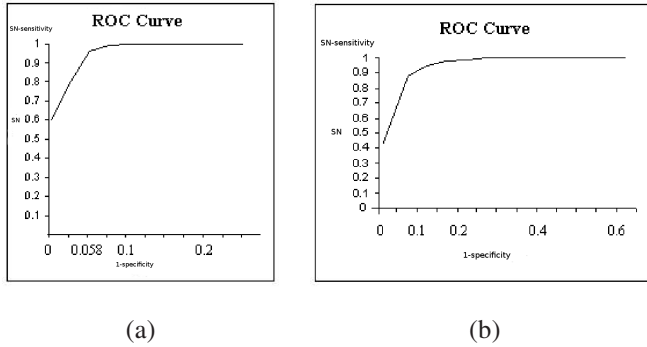 ROC Curve
SN-sensitivity
1
0.9
0.8
0.7
0.6
SN
0.5
0.4
0.3
0.2
0.1
0 0.058 0.1 0.2
1-specificity
(a)
ROC Curve
SN-sensitivity
1
0.9
0.8
0.7
0.6
0.5
SN
0.4
0.3
0.2
0.1
0
0 0.1 0.2 0.4 0.6
1-specificity
(b)